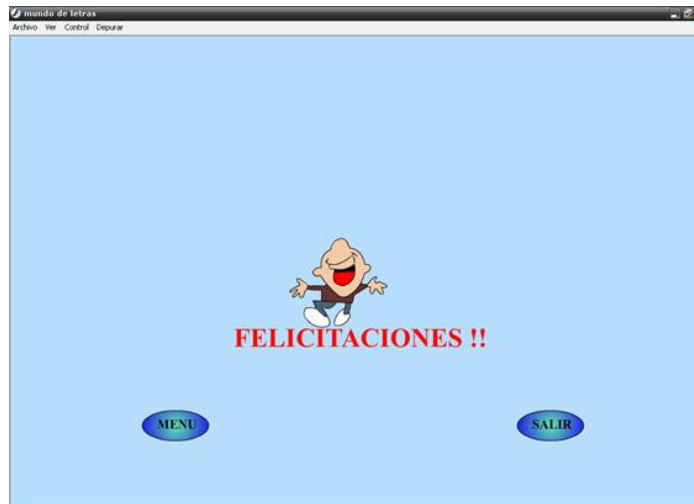 mundo de letras
Archivo Ver Control Depurar
FELICITACIONES !!
MENU SALIR